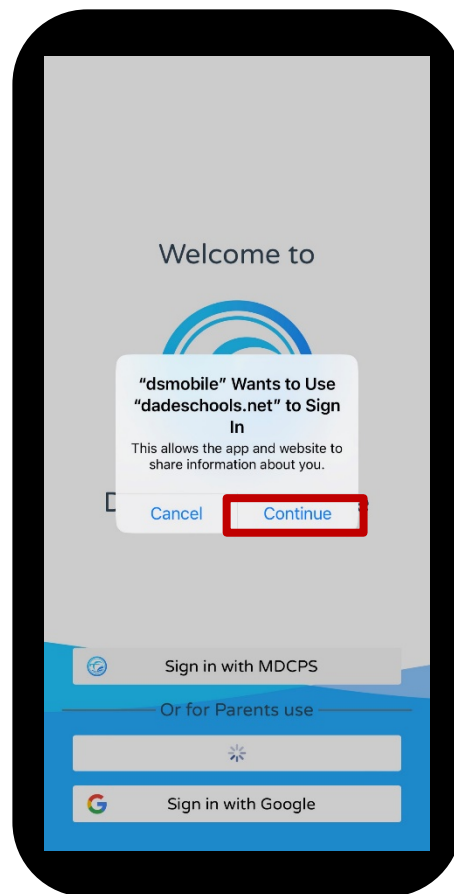 Welcome to
“dsmobile” Wants to Use
“dadeschools.net” to Sign
In
This allows the app and website to
share information about you.
Cancel
Continue
Sign in with MDCPS
Or for Parents use
Sign in with Google